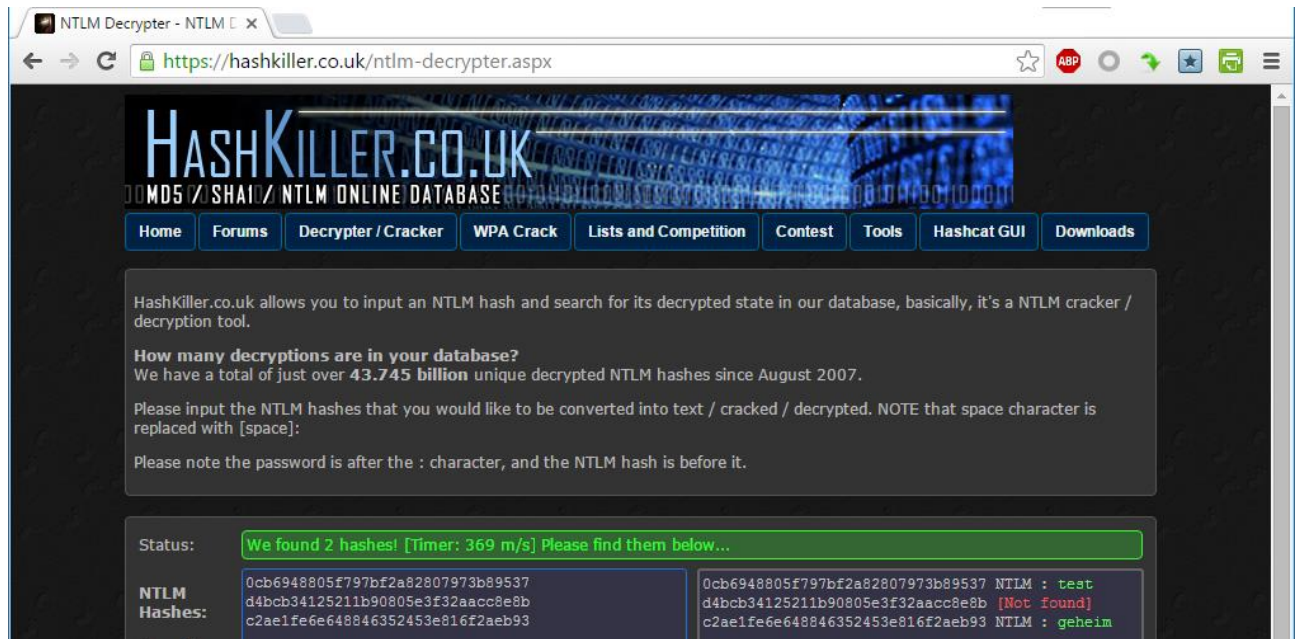 NTLM Decrypter - NTLM D
https://hashkiller.co.uk/ntlm-decrypter.aspx
ABP
HASHKILLER.CO.UK
MD5 / SHA1 / NTLM ONLINE DATABASE
Home Forums Decrypter / Cracker WPA Crack Lists and Competition Contest Tools Hashcat GUI Downloads
HashKiller.co.uk allows you to input an NTLM hash and search for its decrypted state in our database, basically, it's a NTLM cracker /
decryption tool.
How many decryptions are in your database?
We have a total of just over 43.745 billion unique decrypted NTLM hashes since August 2007.
Please input the NTLM hashes that you would like to be converted into text / cracked / decrypted. NOTE that space character is
replaced with [space]:
Please note the password is after the : character, and the NTLM hash is before it.
Status: We found 2 hashes! [Timer: 369 m/s] Please find them below...
NTLM
Hashes:
0cb6948805f797bf2a82807973b89537
d4bcb34125211b90805e3f32aacc8e8b
c2ae1fe6e648846352453e816f2aeb93
0cb6948805f797bf2a82807973b89537 NTLM : test
d4bcb34125211b90805e3f32aacc8e8b [Not found]
c2ae1fe6e648846352453e816f2aeb93 NTLM : geheim